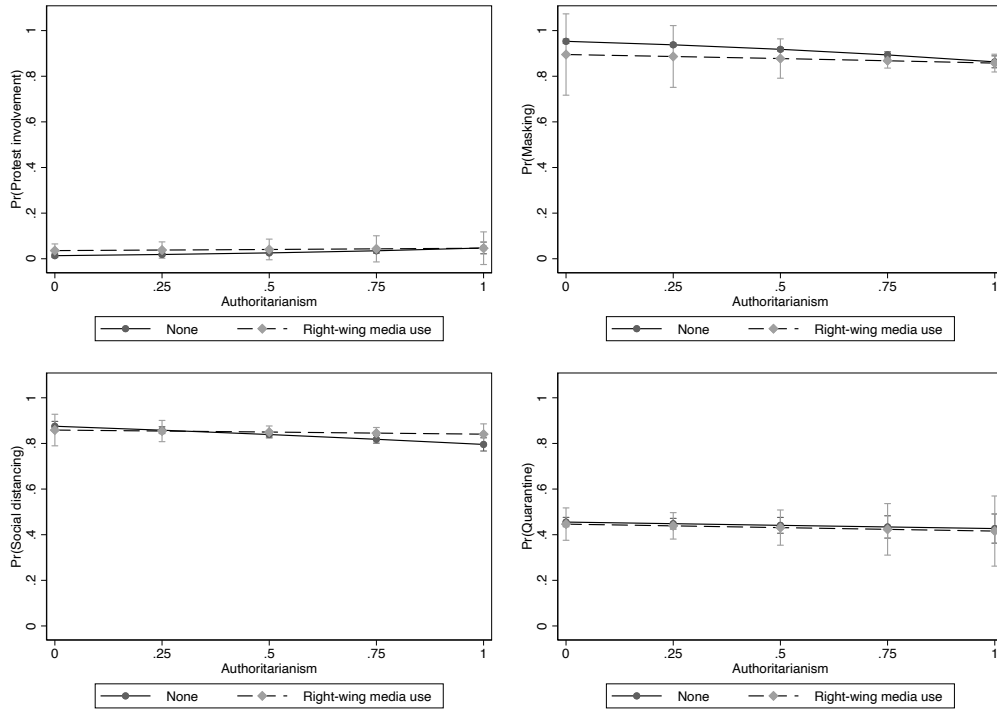 Pr(Protest involvement)
0 .2 .4 .6 .8 1
0 .25 .5 .75 1
Authoritarianism
None Right-wing media use
Pr(Masking)
0 .2 .4 .6 .8 1
0 .25 .5 .75 1
Authoritarianism
None Right-wing media use
Pr(Social distancing)
0 .2 .4 .6 .8 1
0 .25 .5 .75 1
Authoritarianism
None Right-wing media use
Pr(Quarantine)
0 .2 .4 .6 .8 1
0 .25 .5 .75 1
Authoritarianism
None Right-wing media use